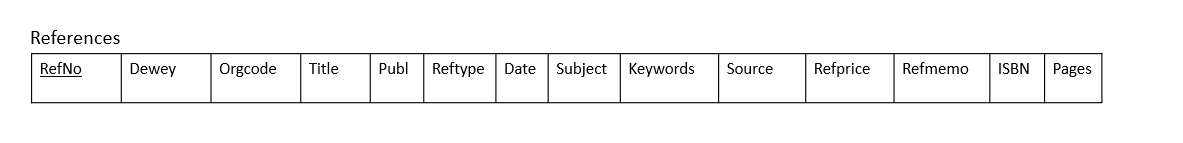 References
RefNo Dewey Orgcode Title Publ Reftype Date Subject Keywords Source Refprice Refmemo ISBN Pages